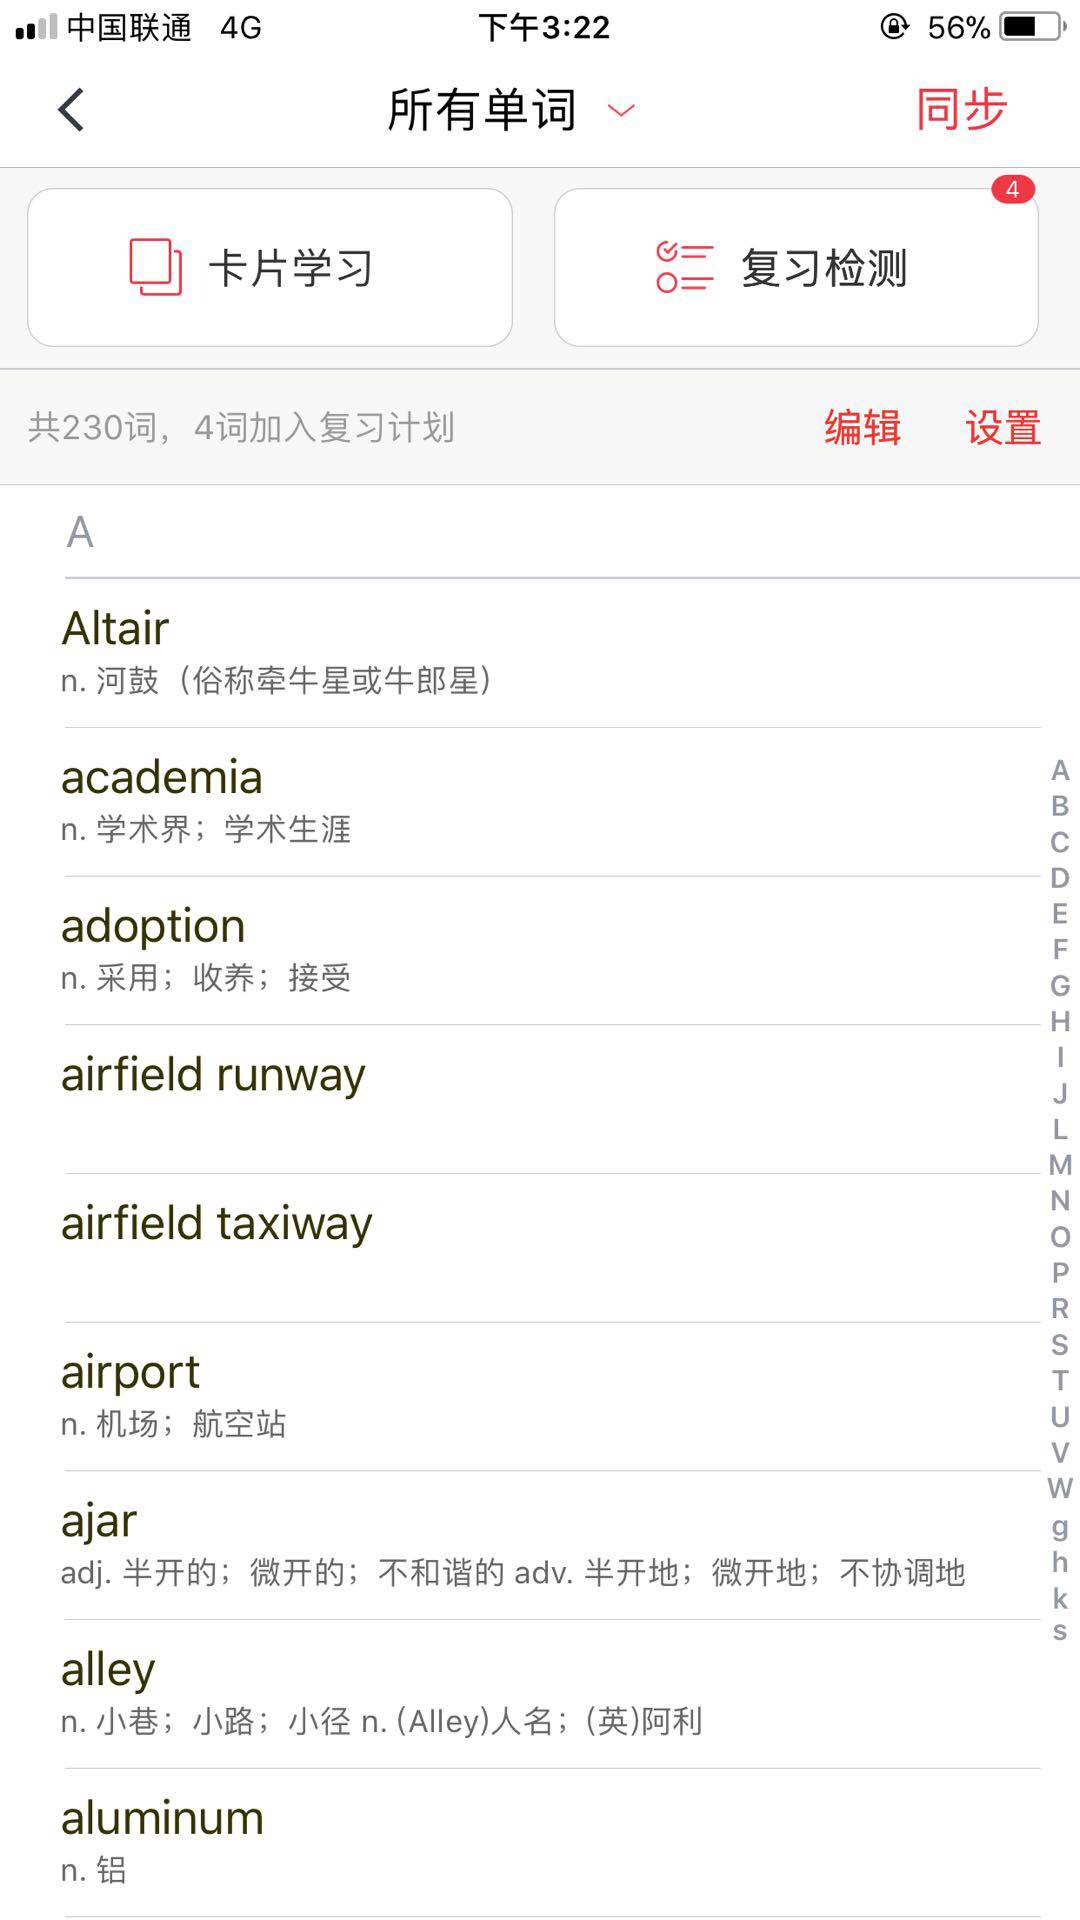 中国联通 4G 下午3:22 56%
所有单词 同步
4
卡片学习 复习检测
共230词，4词加入复习计划 编辑 设置
A
Altair
n. 河鼓（俗称牵牛星或牛郎星）
academia
n. 学术界；学术生涯
adoption
n. 采用；收养；接受
airfield runway
airfield taxiway
airport
n. 机场；航空站
ajar
adj. 半开的；微开的；不和谐的 adv. 半开地；微开地；不协调地
alley
n. 小巷；小路；小径 n. (Alley)人名；(英)阿利
aluminum
n. 铝
A
B
C
D
E
F
G
H
I
J
L
M
N
O
P
R
S
T
U
V
W
g
h
k
s